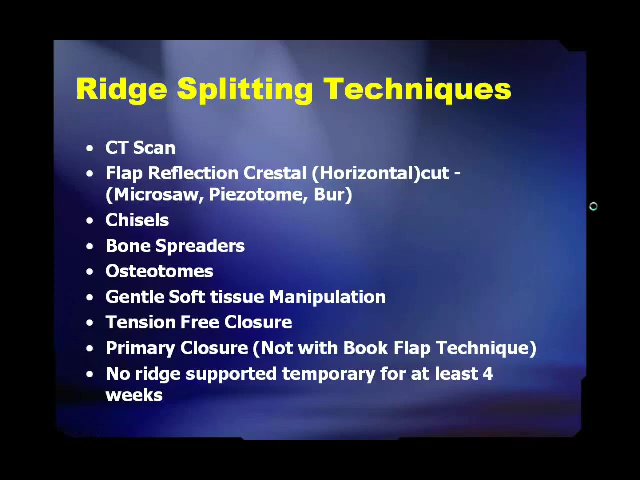 Ridge Splitting Techniques
• CT Scan
• Flap Reflection Crestal (Horizontal)cut -
(Microsaw, Piezotome, Bur)
• Chisels
• Bone Spreaders
• Osteotomes
• Gentle Soft tissue Manipulation
• Tension Free Closure
• Primary Closure (Not with Book Flap Technique)
• No ridge supported temporary for at least 4
weeks